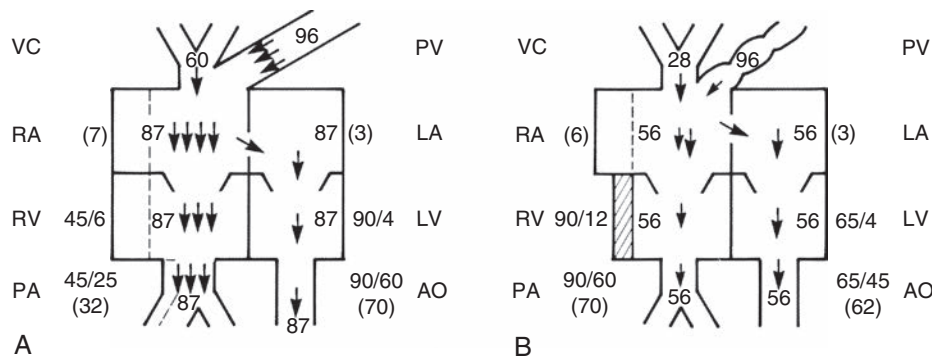 VC 60 96 PV VC 28 96 PV
RA (7) 87 87 (3) LA RA (6) 56 56 (3) LA
RV 45/6 87 87 90/4 LV RV 90/12 56 56 65/4 LV
PA 45/25 87 87 90/60 AO PA 90/60 56 56 65/45 AO
(32) (70) (70) (62)
A B